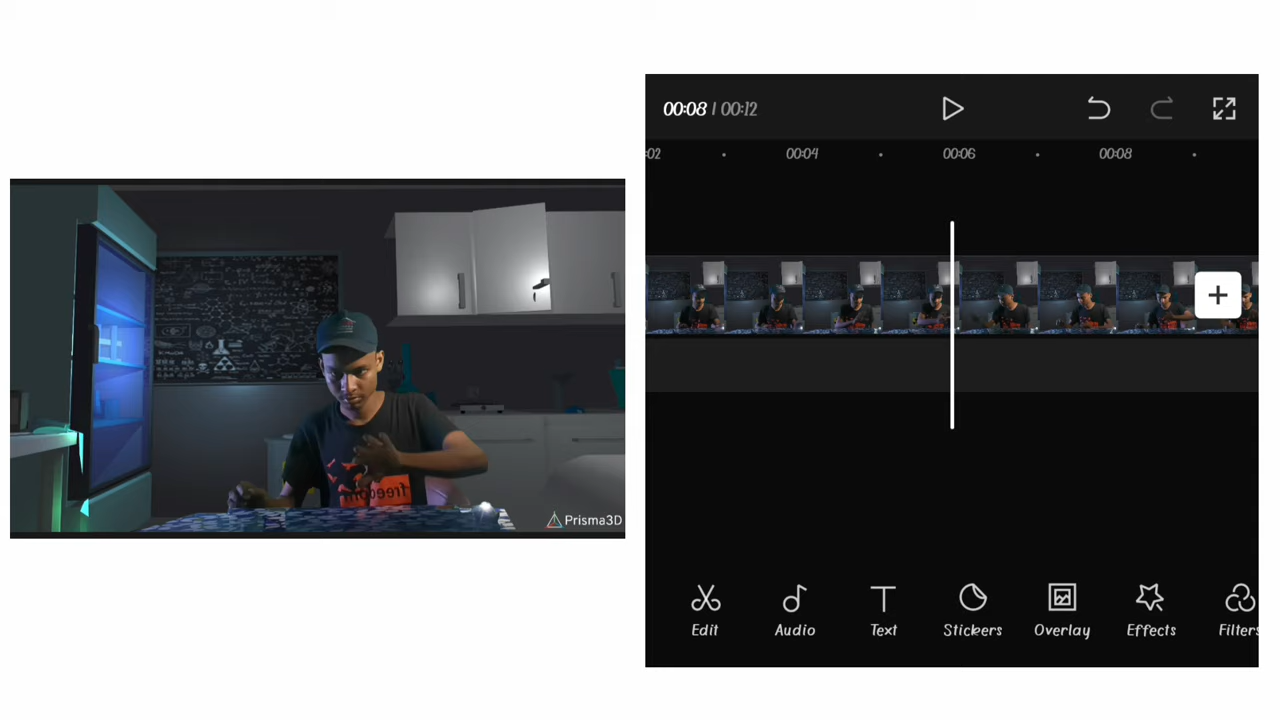 00:08 / 00:12
:02 00:04 00:06 00:08
freedom
Prisma3D
Edit Audio Text Stickers Overlay Effects Filters